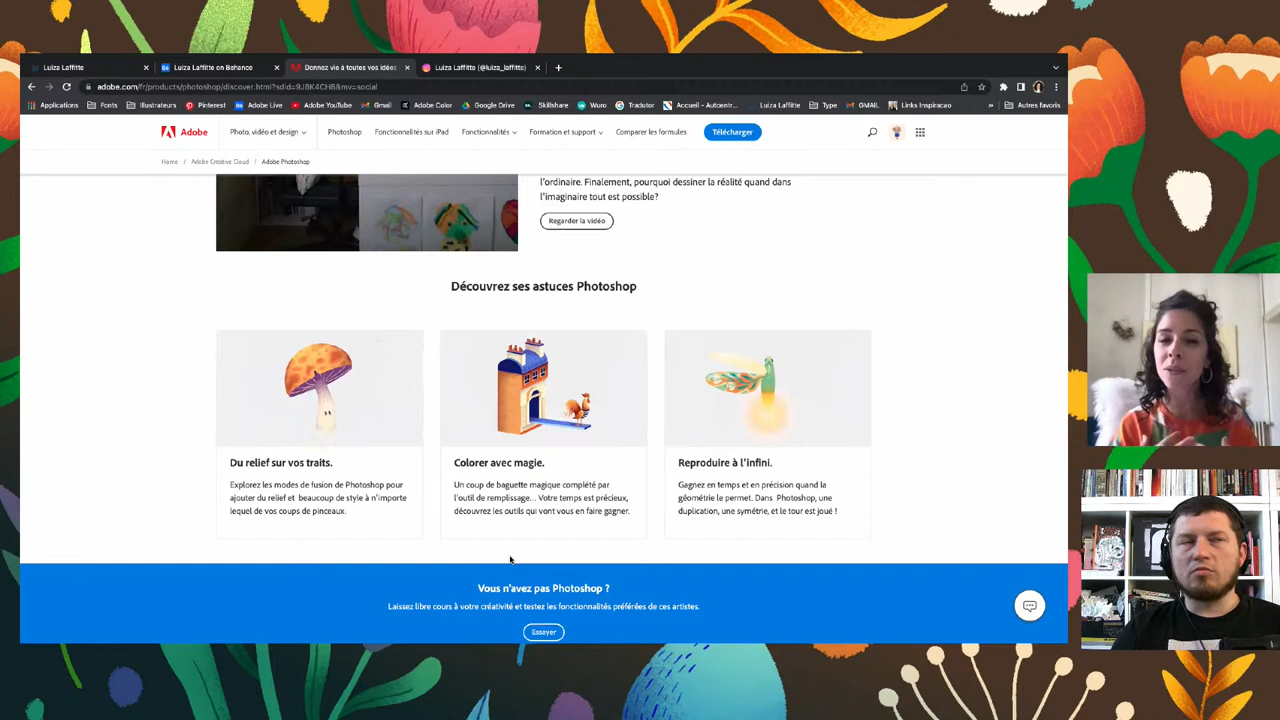 Luiza Laffitte
Luiza Laffitte on Behance
Donnez vie à toutes vos idées
Luiza Laffitte (@luiza_laffitte)
adobe.com/fr/products/photoshop/discover.html?sdid=9J8K4CH8&mv=social
Applications Fonts Illustrateurs Pinterest Adobe Live Adobe YouTube Gmail Adobe Color Google Drive Skillshare Wuro Tradutor Accueil - Autcentr... Luiza Laffitte Type GMAIL Links Inspiracao » Autres favoris
Adobe Photo, vidéo et design Photoshop Fonctionnalités sur iPad Fonctionnalités Formation et support Comparer les formules Télécharger
Home / Adobe Creative Cloud / Adobe Photoshop
l'ordinaire. Finalement, pourquoi dessiner la réalité quand dans
l'imaginaire tout est possible?
Regarder la vidéo
Découvrez ses astuces Photoshop
Du relief sur vos traits.
Explorez les modes de fusion de Photoshop pour
ajouter du relief et beaucoup de style à n'importe
lequel de vos coups de pinceaux.
Colorer avec magie.
Un coup de baguette magique complété par
l'outil de remplissage... Votre temps est précieux,
découvrez les outils qui vont vous en faire gagner.
Reproduire à l'infini.
Gagnez en temps et en précision quand la
géométrie le permet. Dans Photoshop, une
duplication, une symétrie, et le tour est joué !
Vous n'avez pas Photoshop ?
Laissez libre cours à votre créativité et testez les fonctionnalités préférées de ces artistes.
Essayer